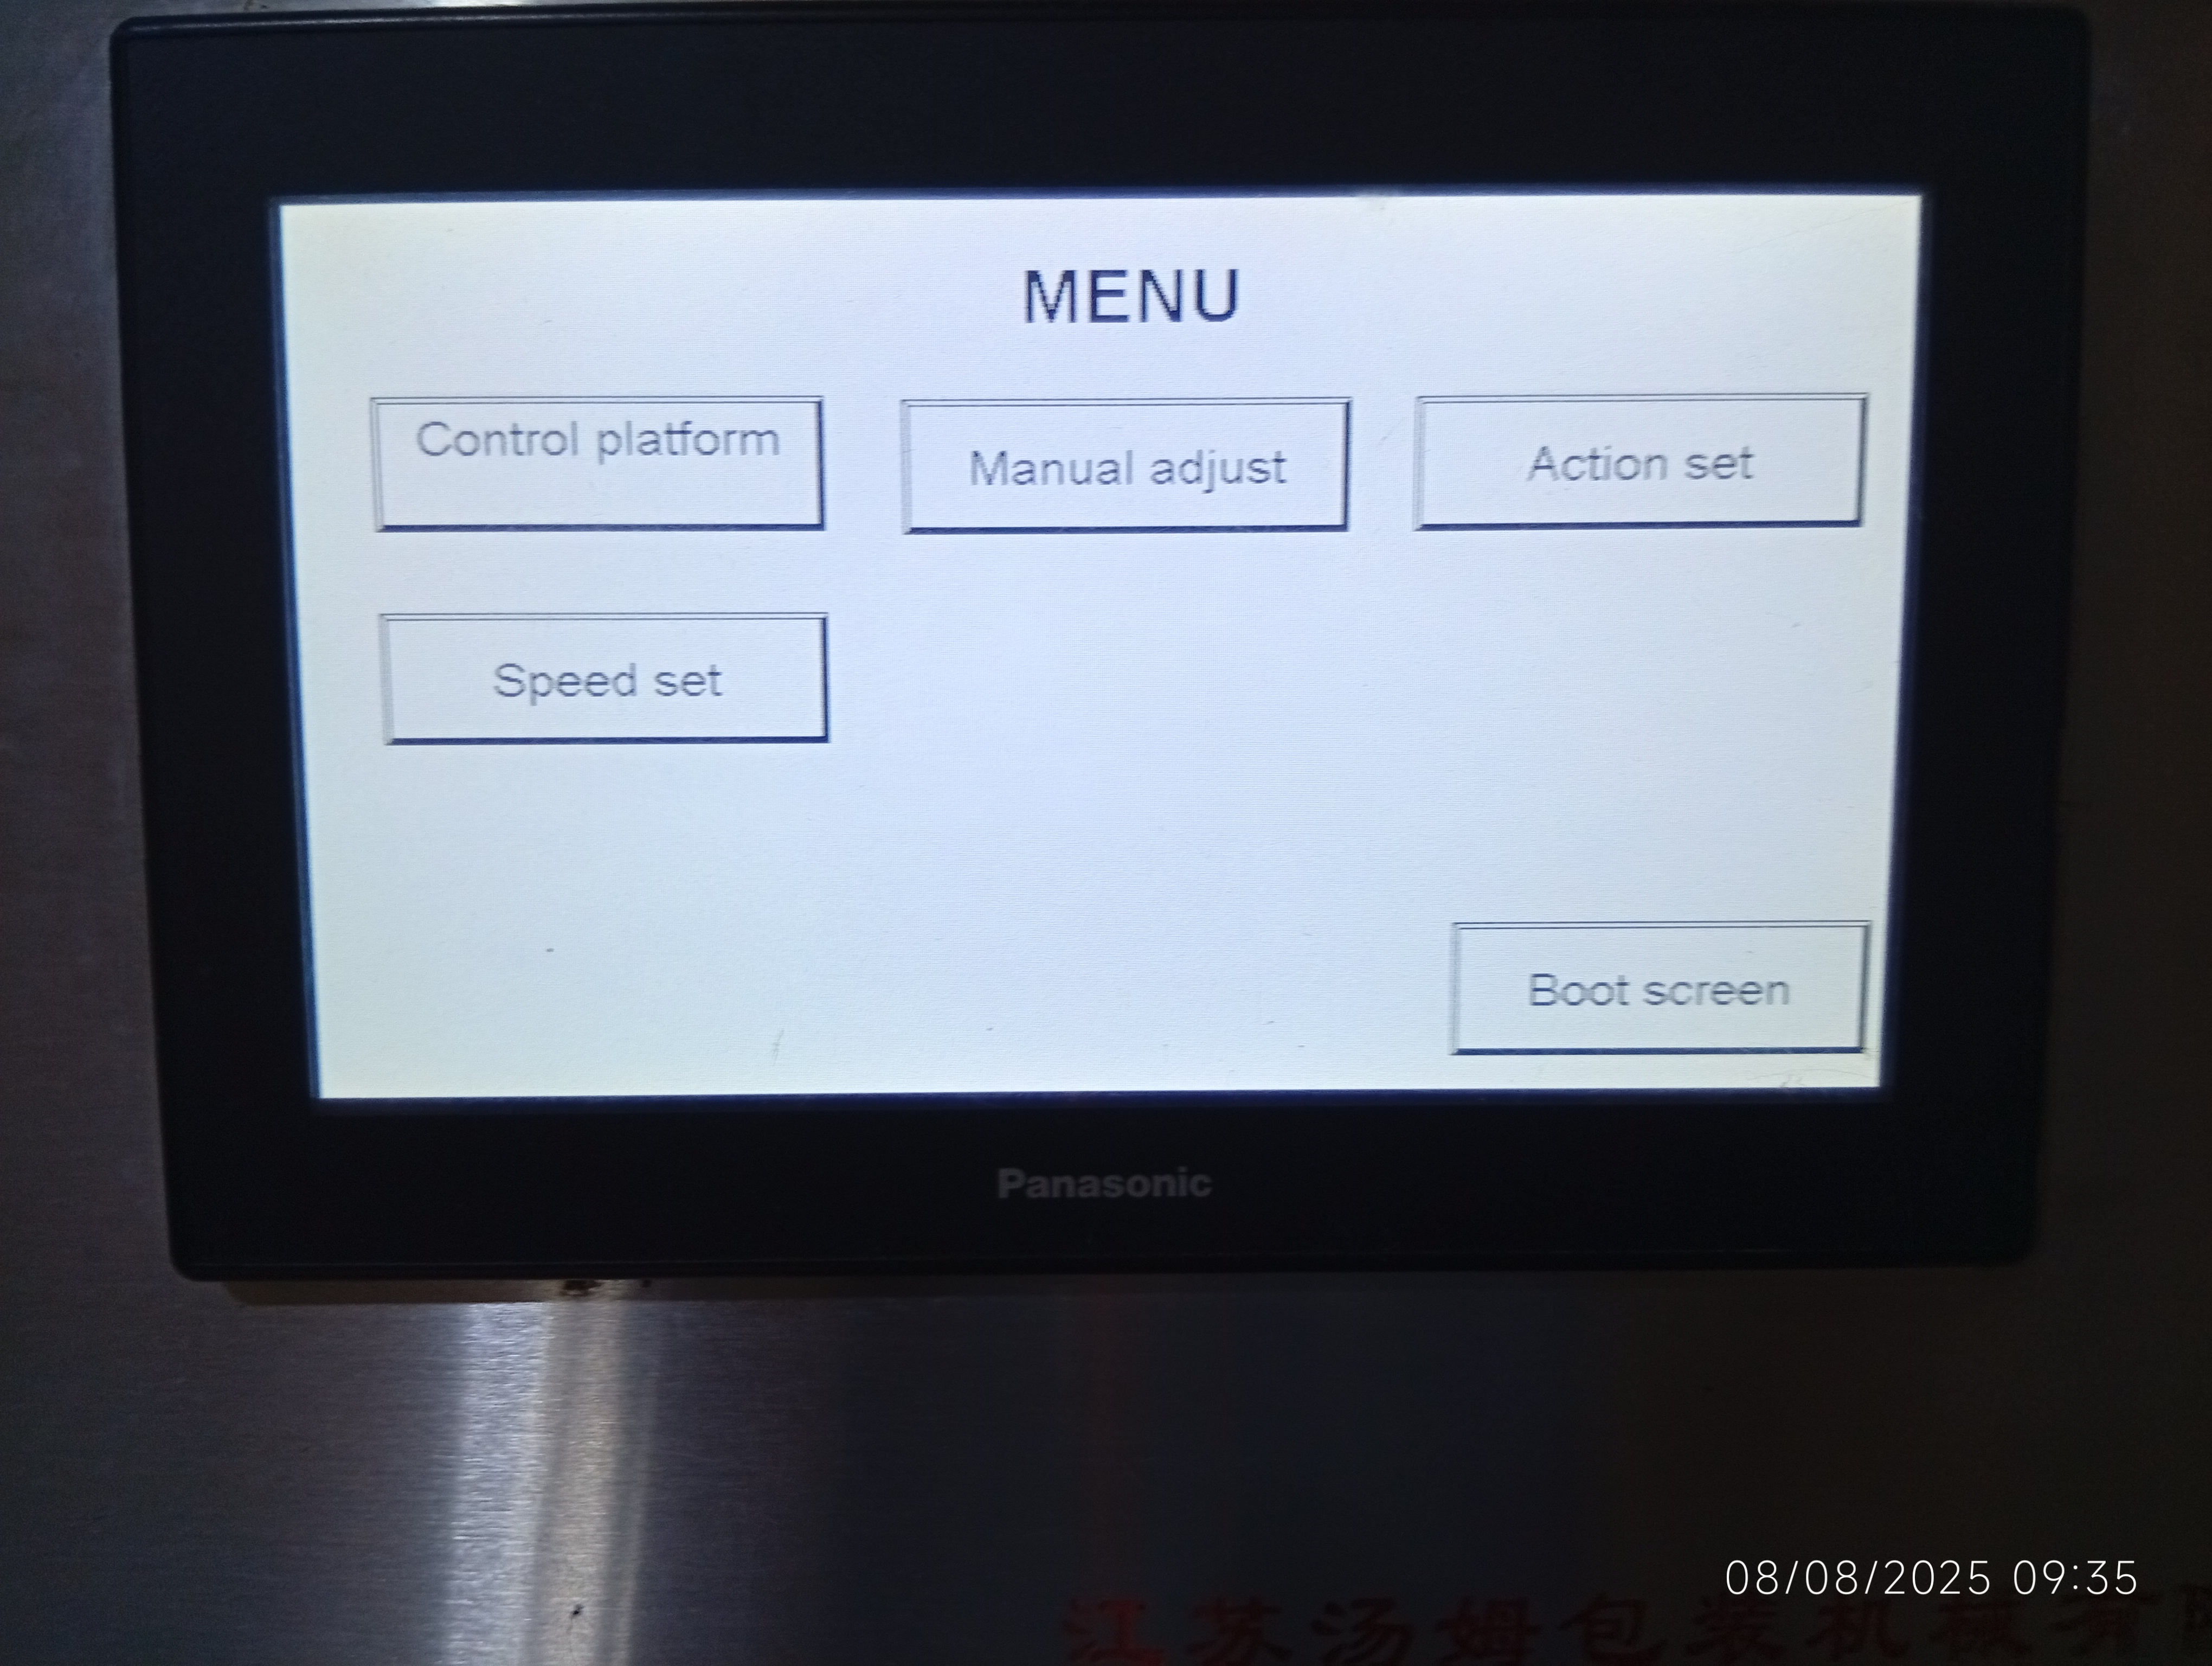 MENU
Control platform
Manual adjust
Action set
Speed set
Boot screen
Panasonic
08/08/2025 09:35
江苏汤姆包装机械有